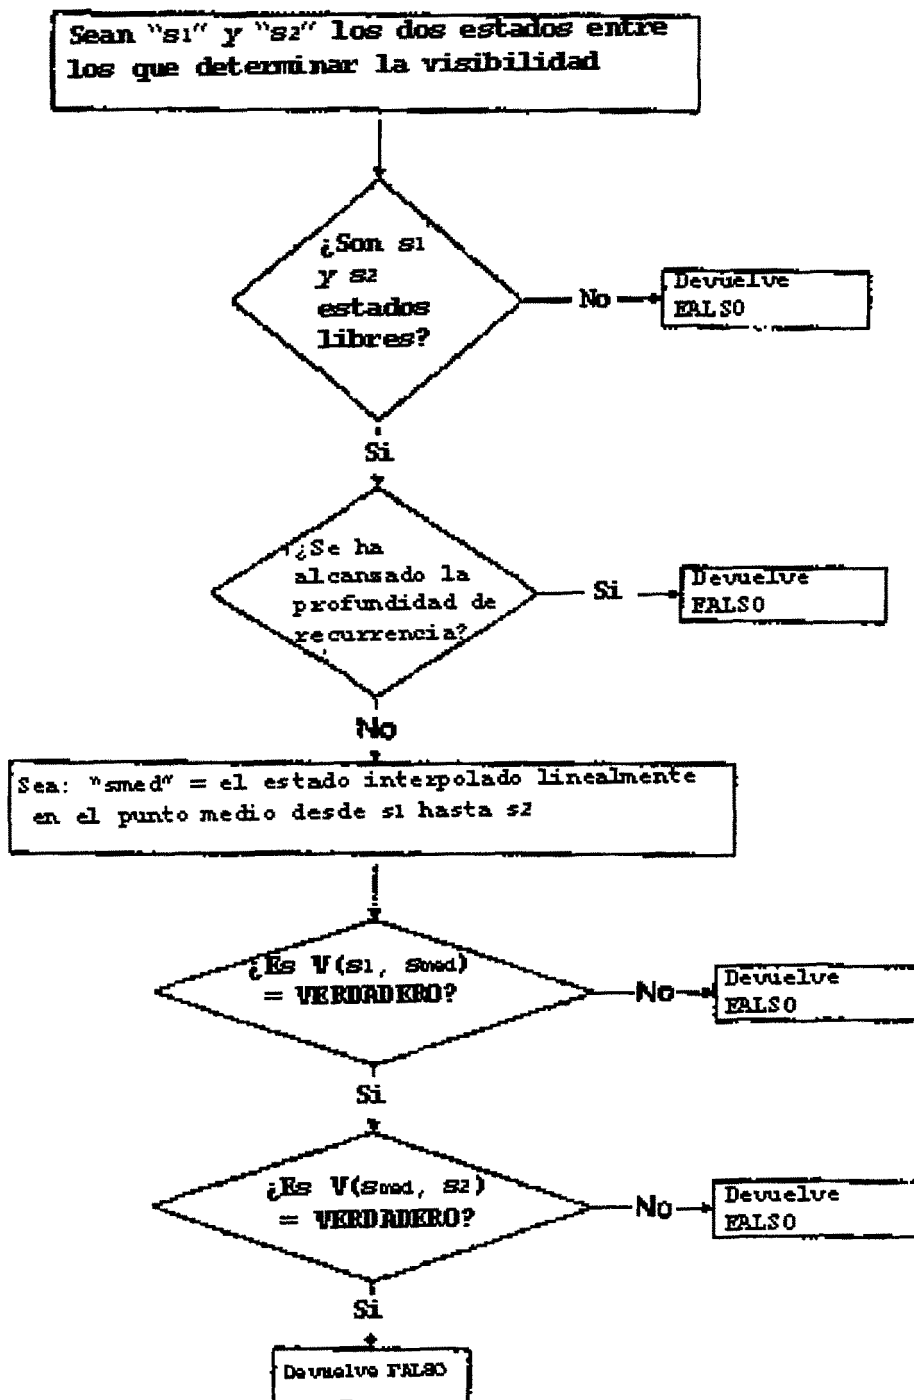 Sean "s1" y "s2" los dos estados entre
los que determinar la visibilidad
¿Son s1
y s2
estados
libres?
No
Devuelve
FALSO
Si
¿Se ha
alcansado la
profundidad de
recurrencia?
Si
Devuelve
FALSO
No
Sea: "smed" = el estado interpolado linealmente
en el punto medio desde s1 hasta s2
¿Es V(s1, smed)
= VERDADERO?
No
Devuelve
FALSO
Si
¿Es V(smed, s2)
= VERDADERO?
No
Devuelve
FALSO
Si
Devuelve FALSO